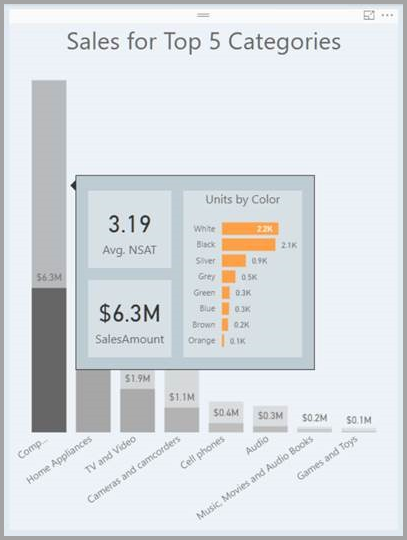 Sales for Top 5 Categories
$6.3M
3.19
Avg. NSAT
$6.3M
SalesAmount
Units by Color
White 2.2K
Black 2.1K
Silver 0.9K
Grey 0.5K
Green 0.3K
Blue 0.3K
Brown 0.2K
Orange 0.1K
$1.9M
$1.1M
$0.4M
$0.3M
$0.2M
$0.1M
Comp...
Home Appliances
TV and Video
Cameras and camcorders
Cell phones
Audio
Music, Movies and Audio Books
Games and Toys